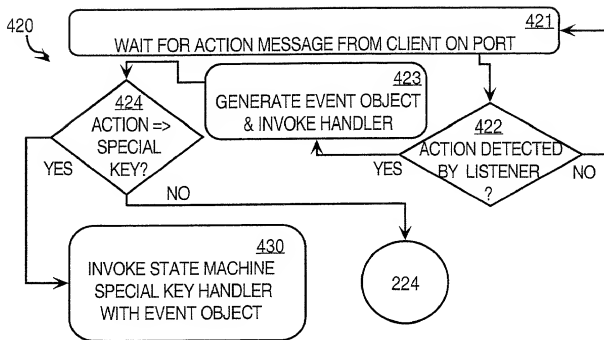 420
421
WAIT FOR ACTION MESSAGE FROM CLIENT ON PORT
423
GENERATE EVENT OBJECT
& INVOKE HANDLER
424
ACTION =>
SPECIAL
KEY?
YES
NO
422
ACTION DETECTED
BY LISTENER
?
YES
NO
430
INVOKE STATE MACHINE
SPECIAL KEY HANDLER
WITH EVENT OBJECT
224